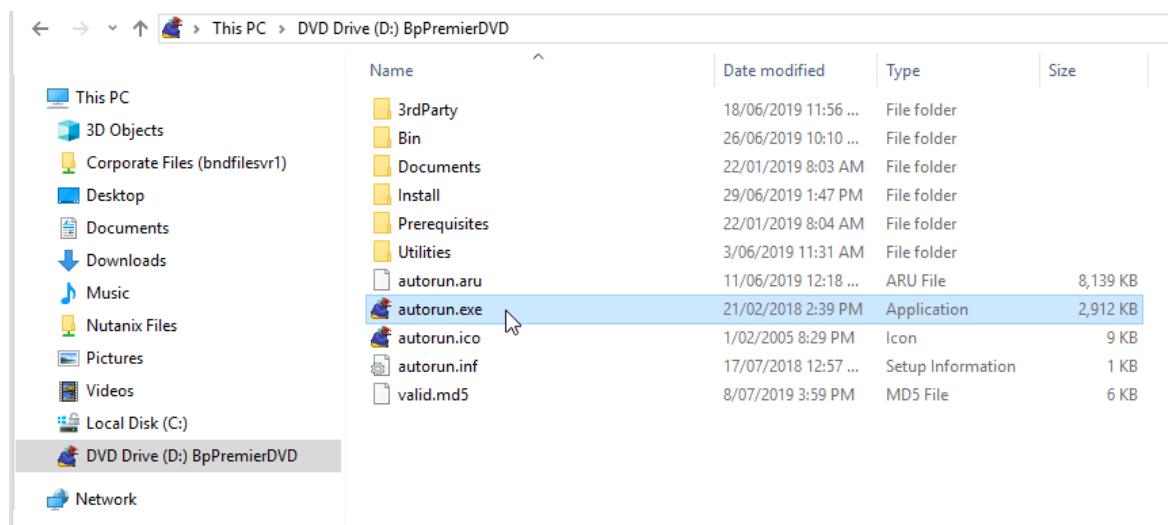 This PC > DVD Drive (D:) BpPremierDVD
Name Date modified Type Size
This PC
3D Objects
Corporate Files (bndfilesvr1)
Desktop
Documents
Downloads
Music
Nutanix Files
Pictures
Videos
Local Disk (C:)
DVD Drive (D:) BpPremierDVD
Network
3rdParty 18/06/2019 11:56 ... File folder
Bin 26/06/2019 10:10 ... File folder
Documents 22/01/2019 8:03 AM File folder
Install 29/06/2019 1:47 PM File folder
Prerequisites 22/01/2019 8:04 AM File folder
Utilities 3/06/2019 11:31 AM File folder
autorun.aru 11/06/2019 12:18 ... ARU File 8,139 KB
autorun.exe 21/02/2018 2:39 PM Application 2,912 KB
autorun.ico 1/02/2005 8:29 PM Icon 9 KB
autorun.inf 17/07/2018 12:57 ... Setup Information 1 KB
valid.md5 8/07/2019 3:59 PM MD5 File 6 KB